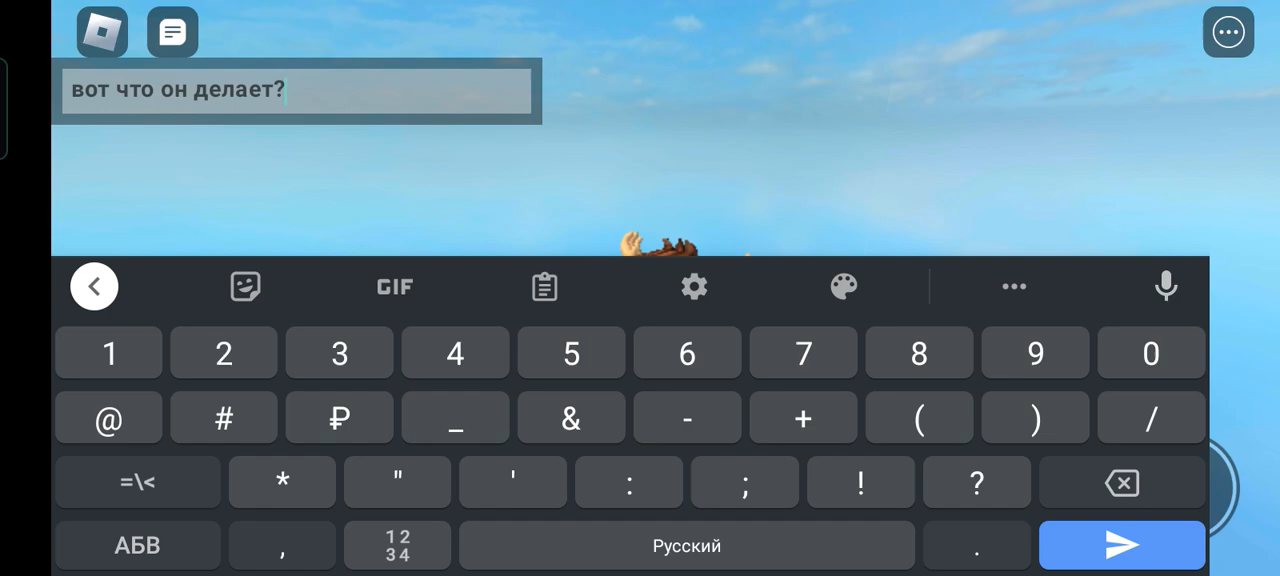 вот что он делает?
GIF
1 2 3 4 5 6 7 8 9 0
@ # ₽ _ & - + ( ) /
=\< * " ' : ; ! ?
АБВ , 12 34 Русский .